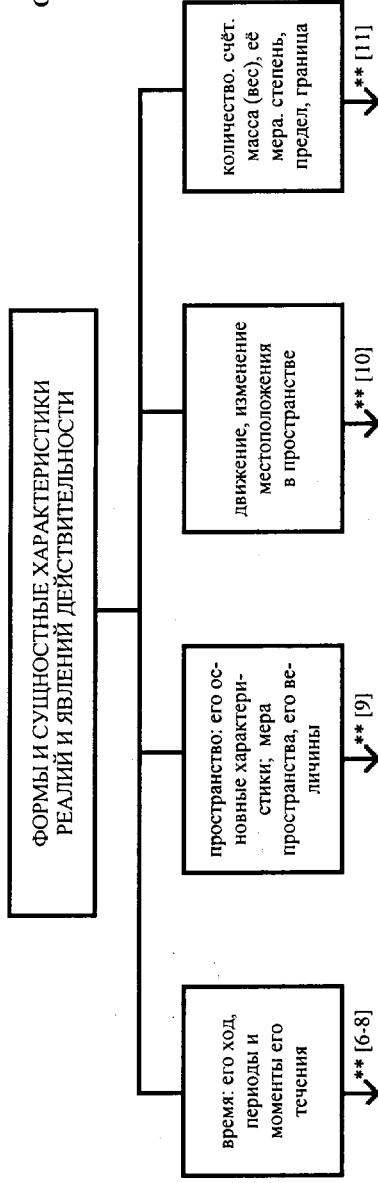 ФОРМЫ И СУЩНОСТНЫЕ ХАРАКТЕРИСТИКИ
РЕАЛИЙ И ЯВЛЕНИЙ ДЕЙСТВИТЕЛЬНОСТИ
время: его ход,
периоды и
моменты его
течения
** [6-8]
пространство: его ос-
новные характери-
стики; мера
пространства, его ве-
личины
** [9]
движение, изменение
местоположения
в пространстве
** [10]
количество. счёт.
масса (вес), её
мера. степень,
предел, граница
** [11]